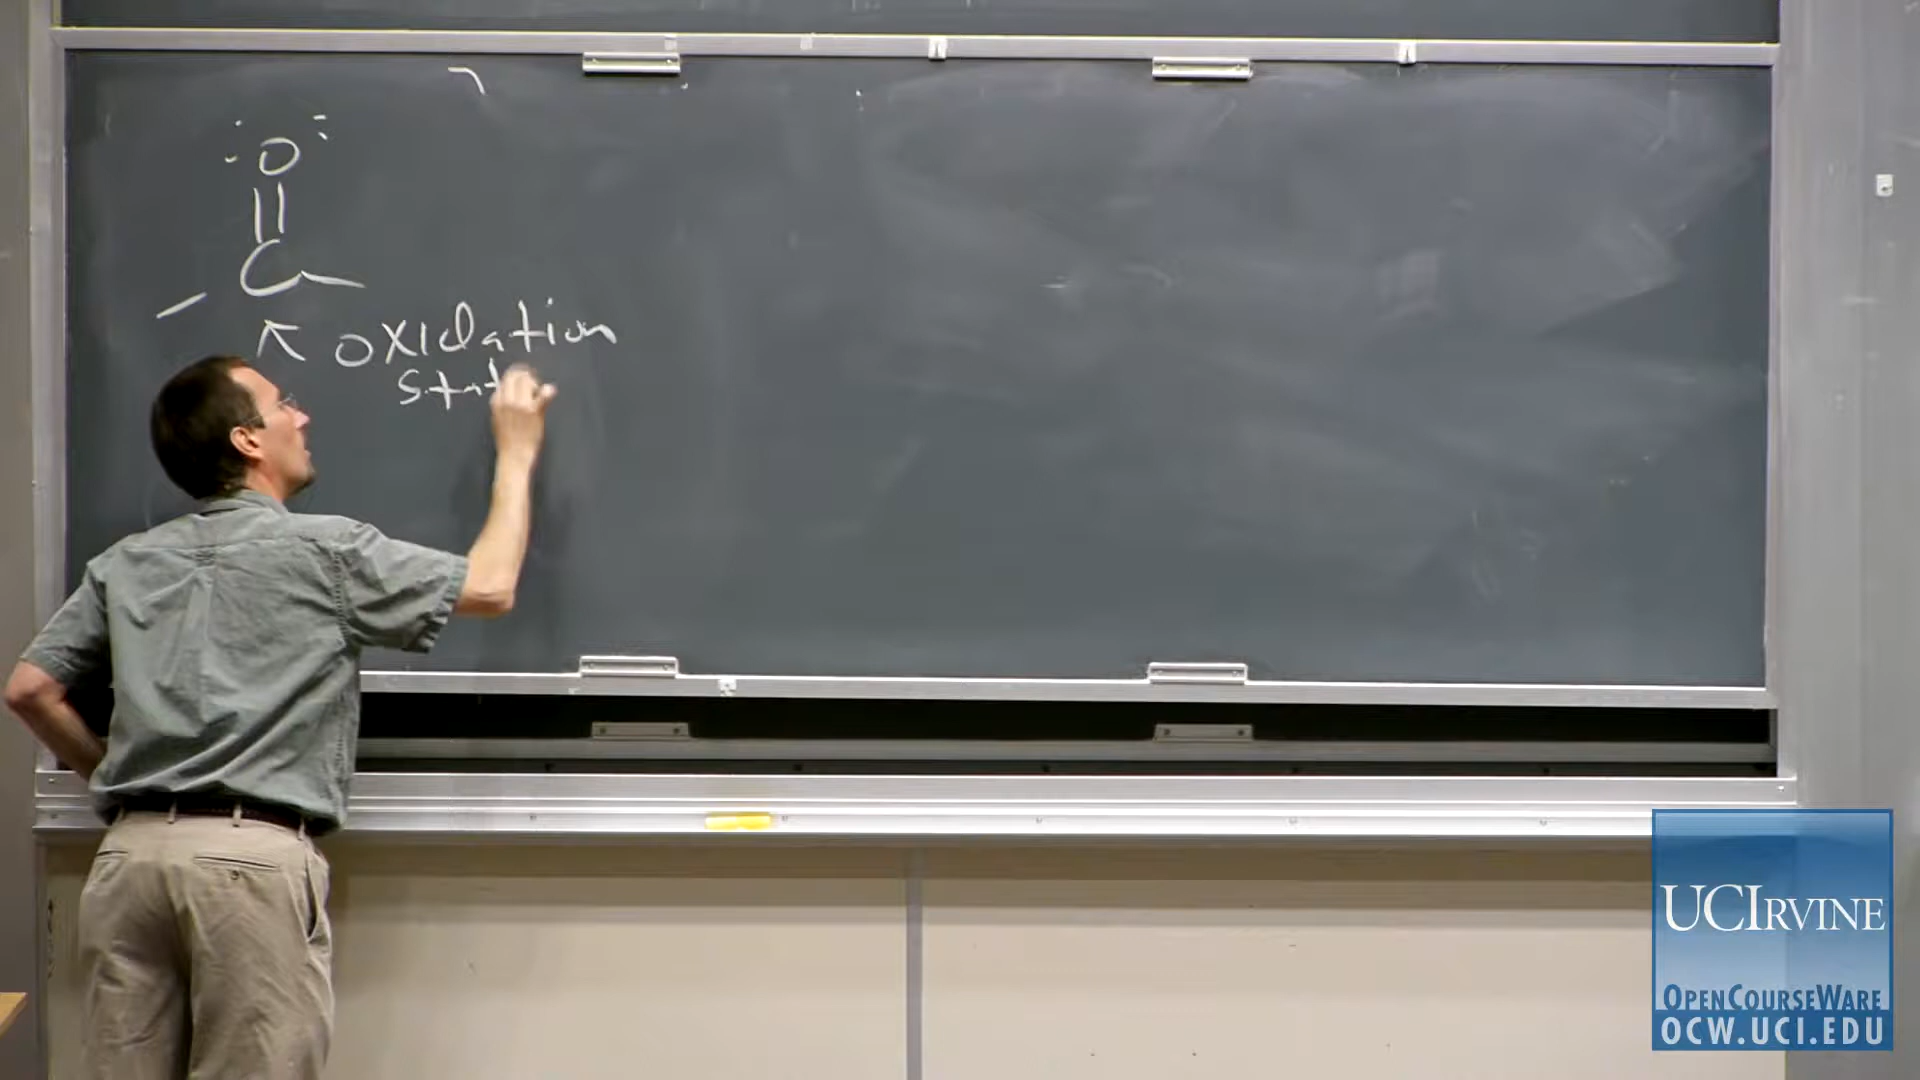 O
C
oxidation
stat
UCIRVINE
OPENCOURSEWARE
OCW.UCI.EDU